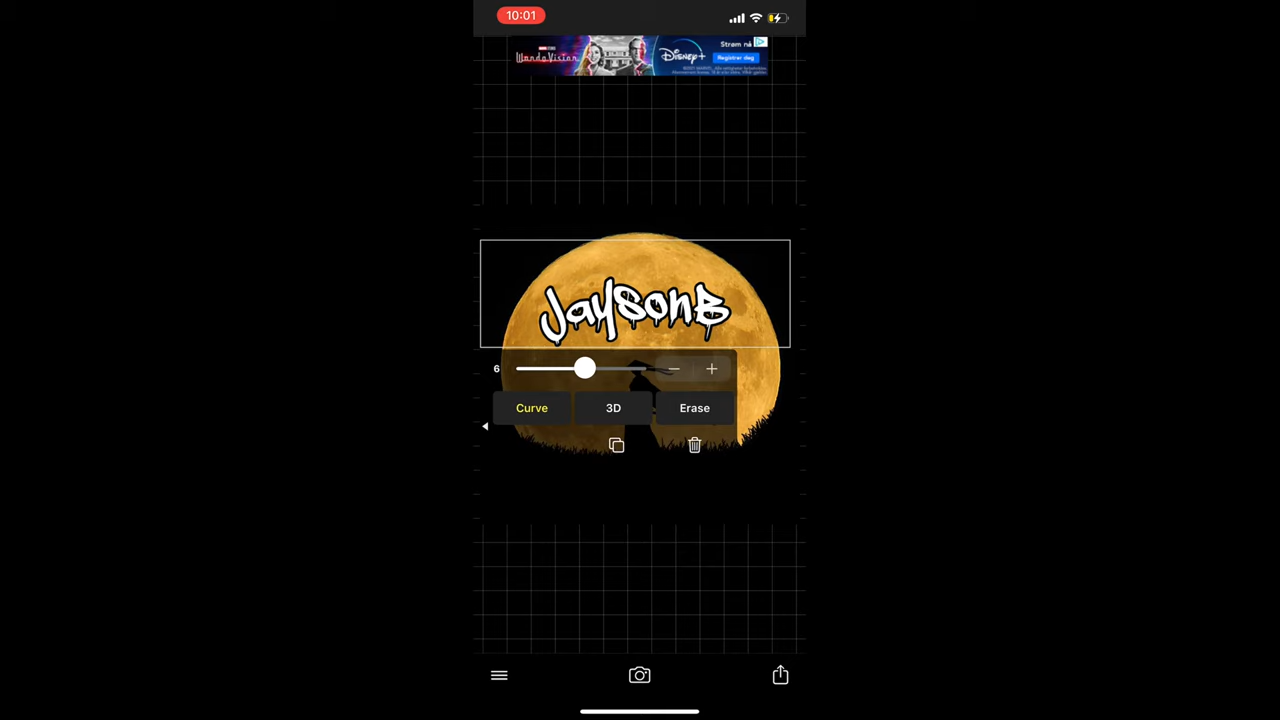 10:01
WandaVision
Disney+
Strøm nå
Registrer deg
JaysonB
6
Curve
3D
Erase